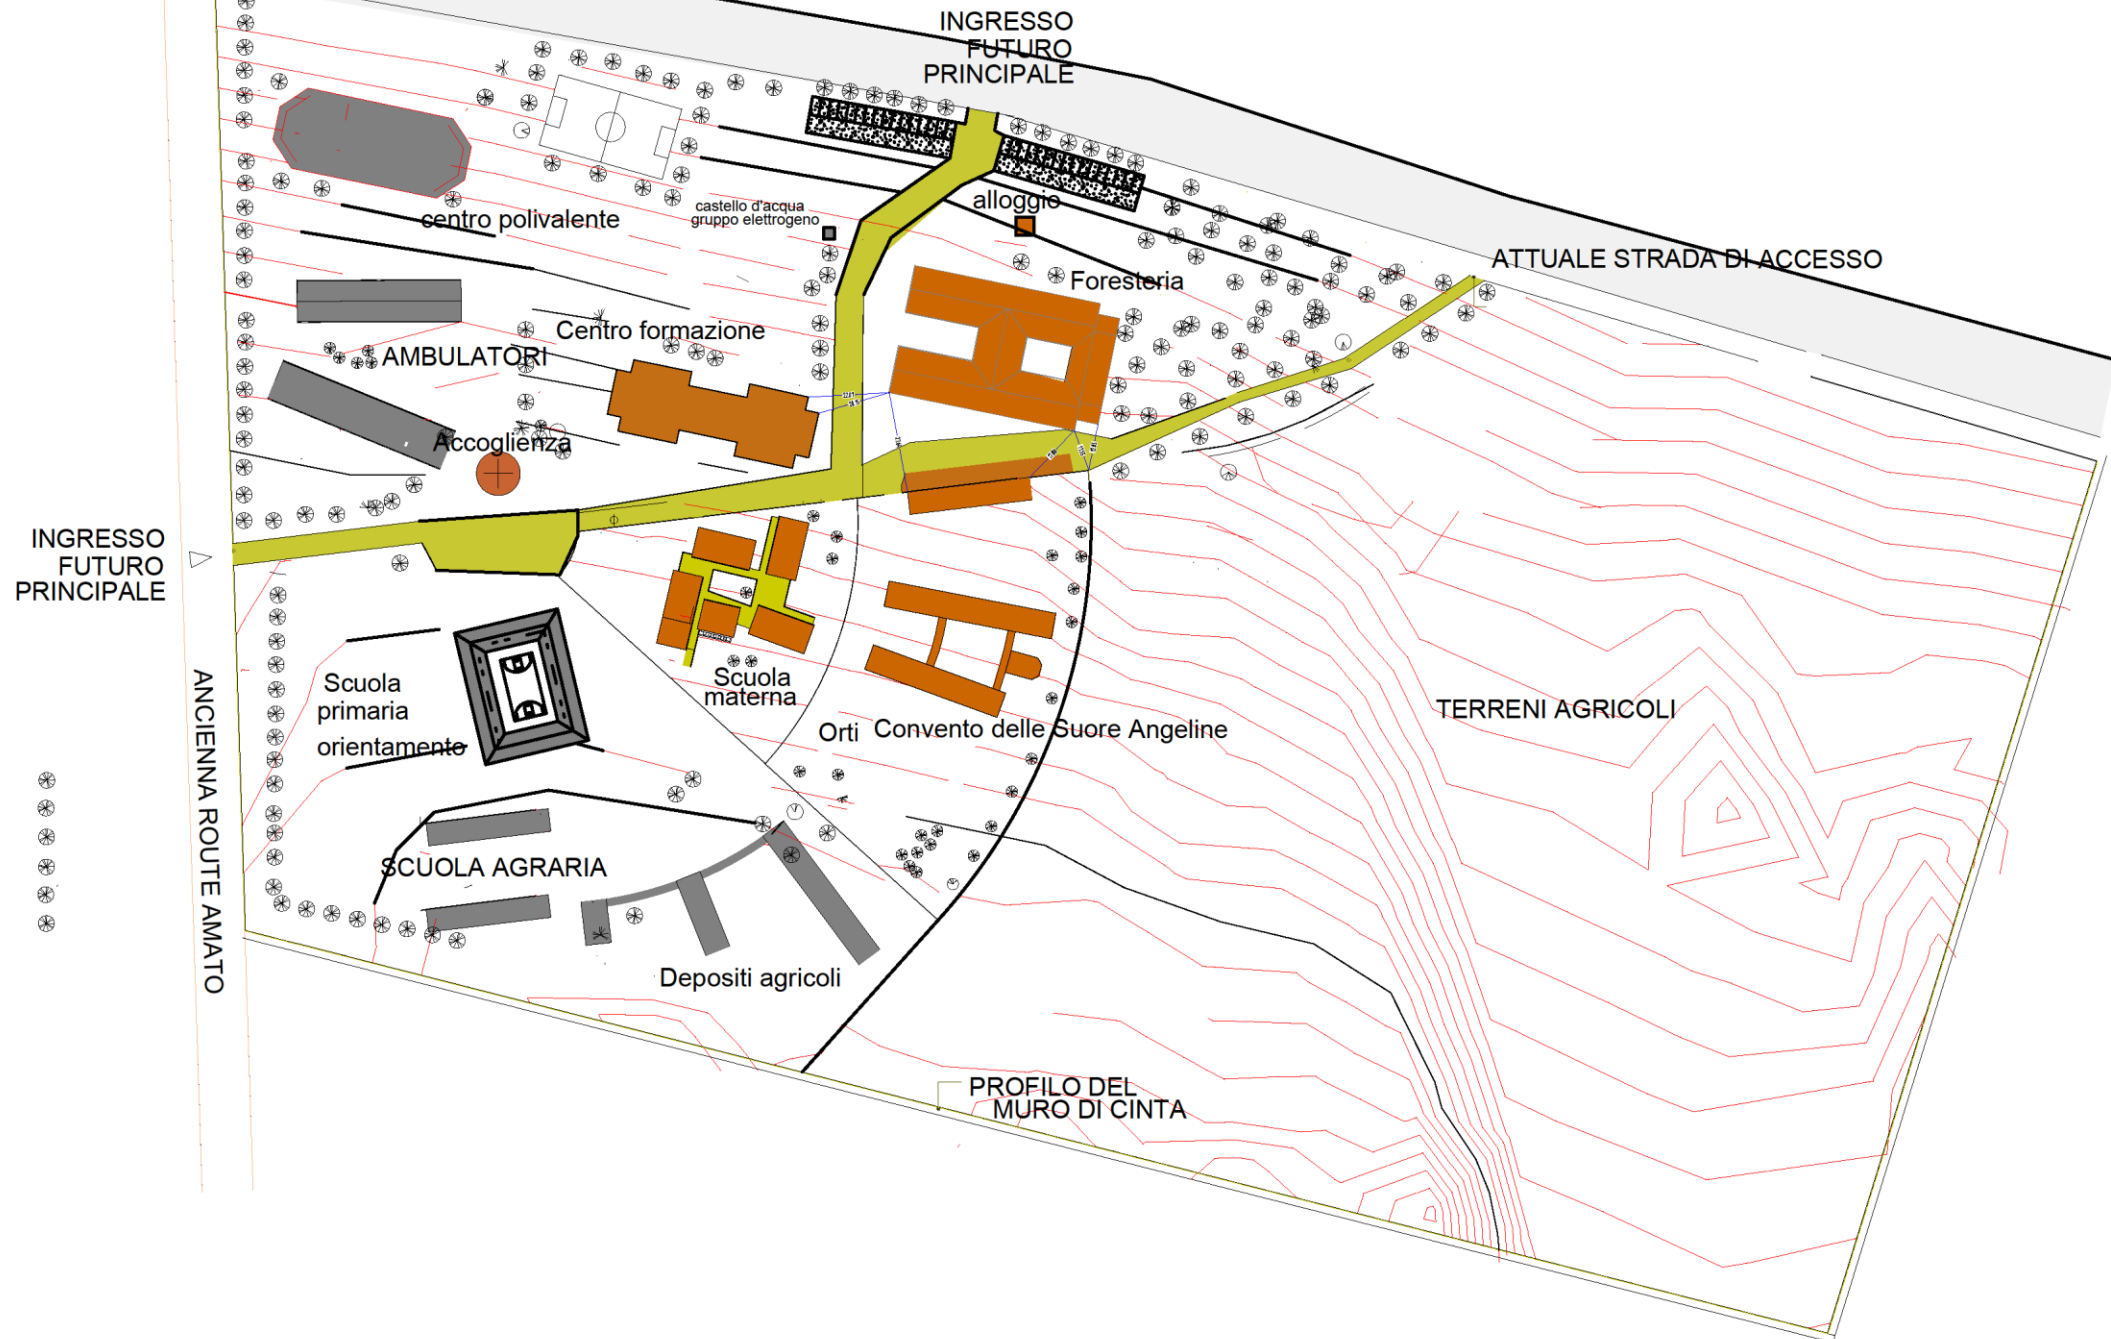 INGRESSO
FUTURO
PRINCIPALE
castello d'acqua
gruppo elettrogeno
alloggio
centro polivalente
ATTUALE STRADA DI ACCESSO
Foresteria
Centro formazione
AMBULATORI
Accoglienza
INGRESSO
FUTURO
PRINCIPALE
Scuola
primaria
orientamento
Scuola
materna
ANCIENNA ROUTE AMATO
Orti
Convento delle Suore Angeline
TERRENI AGRICOLI
SCUOLA AGRARIA
Depositi agricoli
PROFILO DEL
MURO DI CINTA